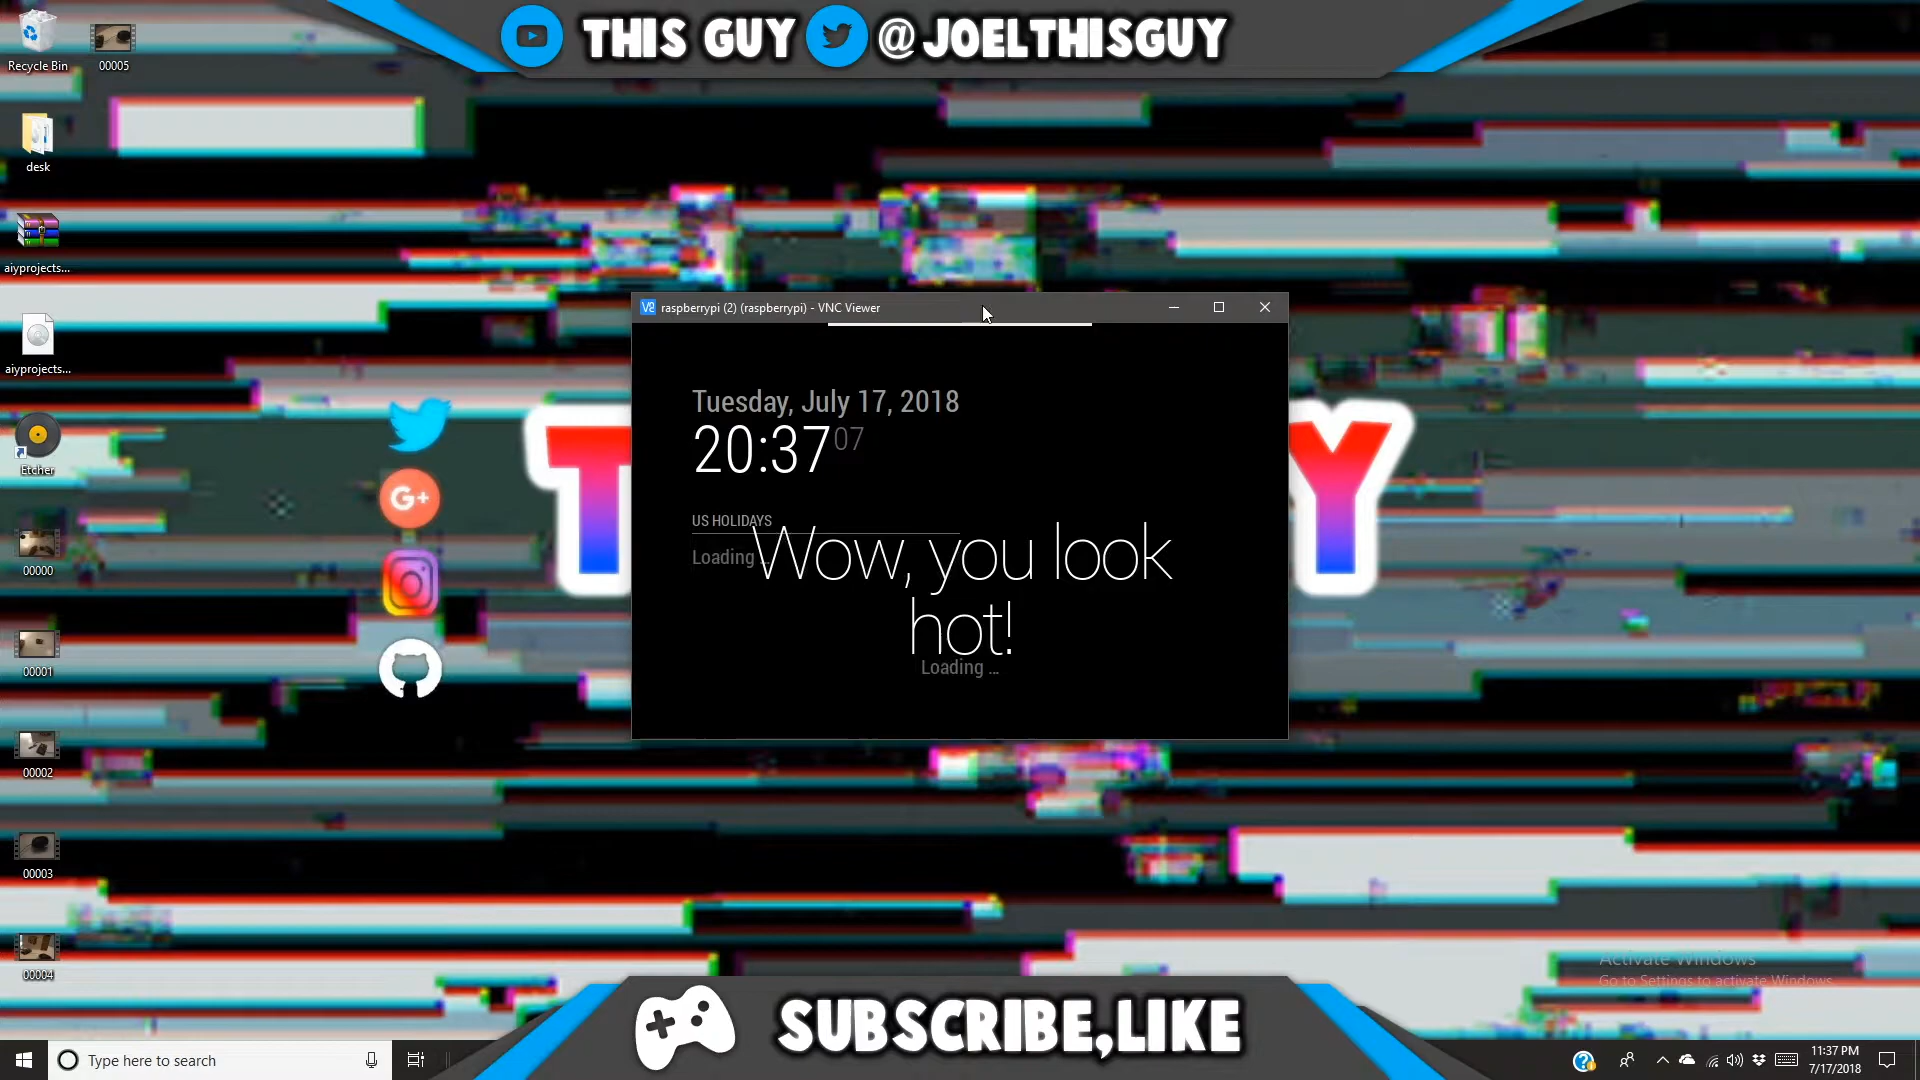 THIS GUY @JOELTHISGUY
Recycle Bin
00005
desk
aiyprojects...
aiyprojects...
Etcher
00000
00001
00002
00003
00004
G+
T
Y
VQ raspberrypi (2) (raspberrypi) - VNC Viewer
Tuesday, July 17, 2018
20:37 07
US HOLIDAYS
Loading ...
Wow, you look
hot!
Loading ...
Activate Windows
Go to Settings to activate Windows.
SUBSCRIBE,LIKE
Type here to search
11:37 PM
7/17/2018